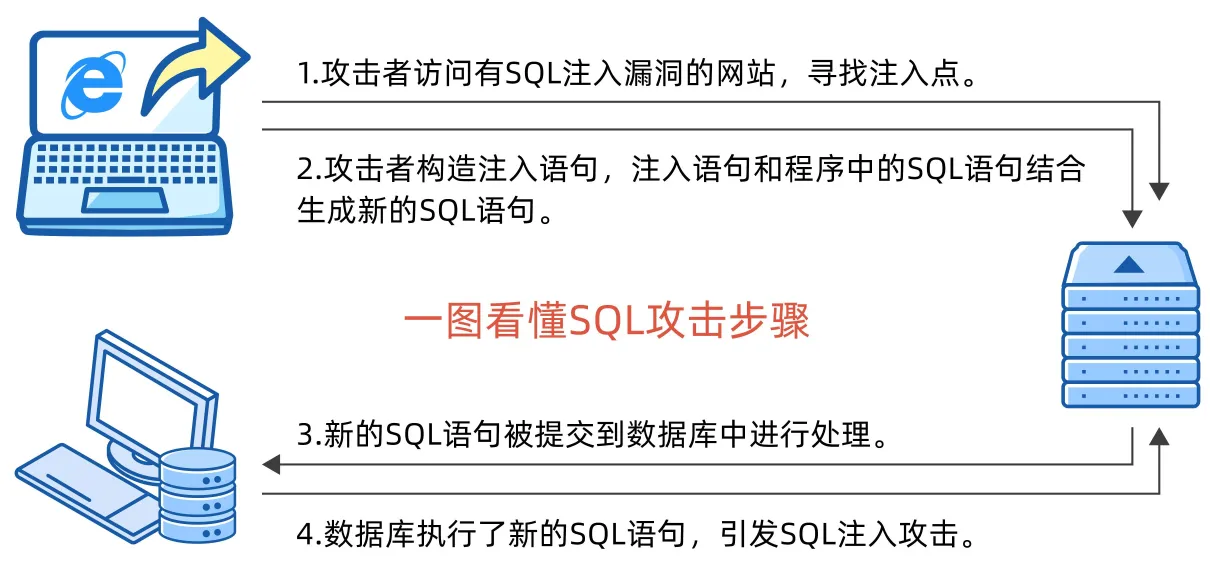 1.攻击者访问有SQL注入漏洞的网站，寻找注入点。
2.攻击者构造注入语句，注入语句和程序中的SQL语句结合
生成新的SQL语句。
一图看懂SQL攻击步骤
3.新的SQL语句被提交到数据库中进行处理。
4.数据库执行了新的SQL语句，引发SQL注入攻击。